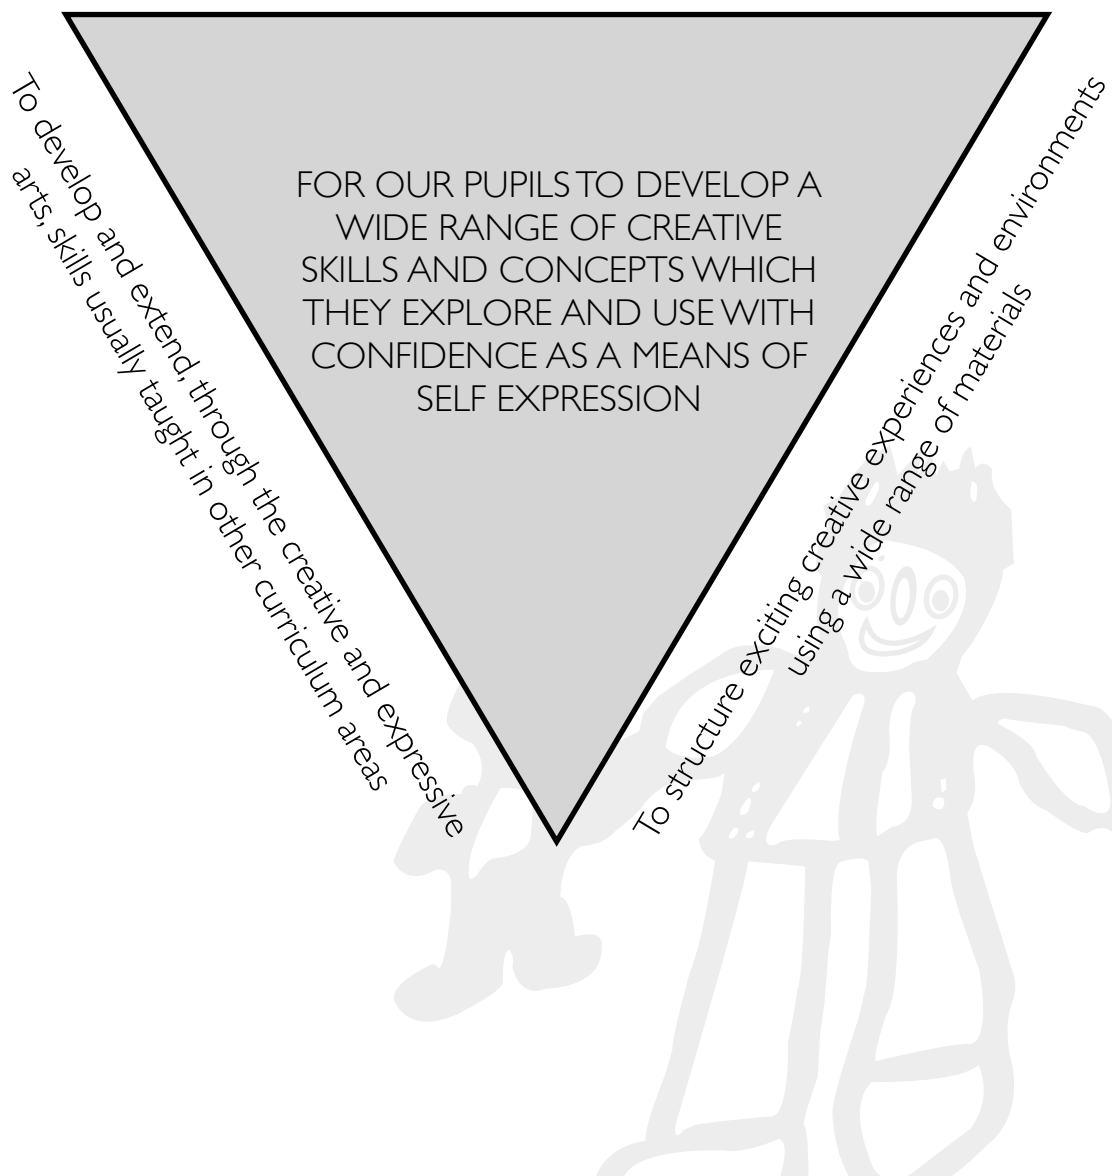 FOR OUR PUPILS TO DEVELOP A
WIDE RANGE OF CREATIVE
SKILLS AND CONCEPTS WHICH
THEY EXPLORE AND USE WITH
CONFIDENCE AS A MEANS OF
SELF EXPRESSION
To develop and extend, through the creative and expressive
arts, skills usually taught in other curriculum areas
To structure exciting creative experiences and environments
using a wide range of materials